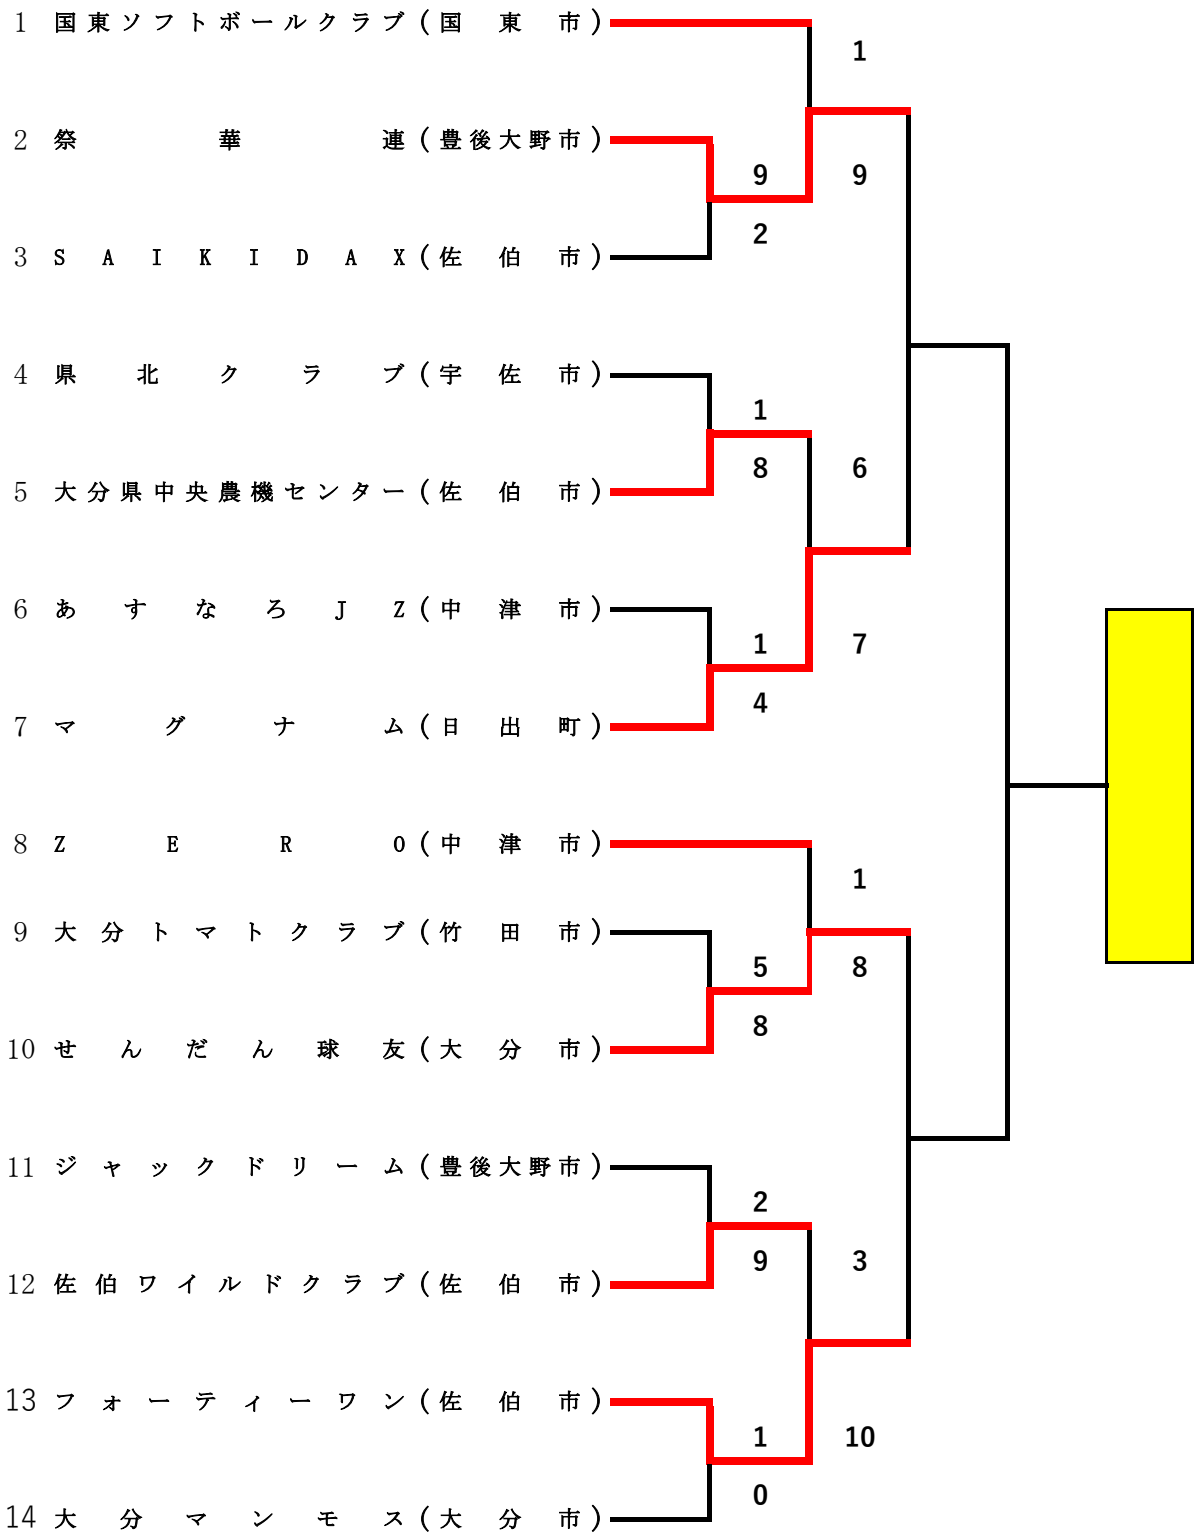 1 国東ソフトボールクラブ(国東市)
1
2 祭華連(豊後大野市)
9 9
2
3 SAIKIDAX(佐伯市)
4 県北クラブ(宇佐市)
1
8 6
5 大分県中央農機センター(佐伯市)
6 あすなろJZ(中津市)
1 7
4
7 マグナム(日出町)
8 ZERO(中津市)
1
9 大分トマトクラブ(竹田市)
5 8
8
10 せんだん球友(大分市)
11 ジャックドリーム(豊後大野市)
2
9 3
12 佐伯ワイルドクラブ(佐伯市)
13 フォーティーワン(佐伯市)
1 10
0
14 大分マンモス(大分市)